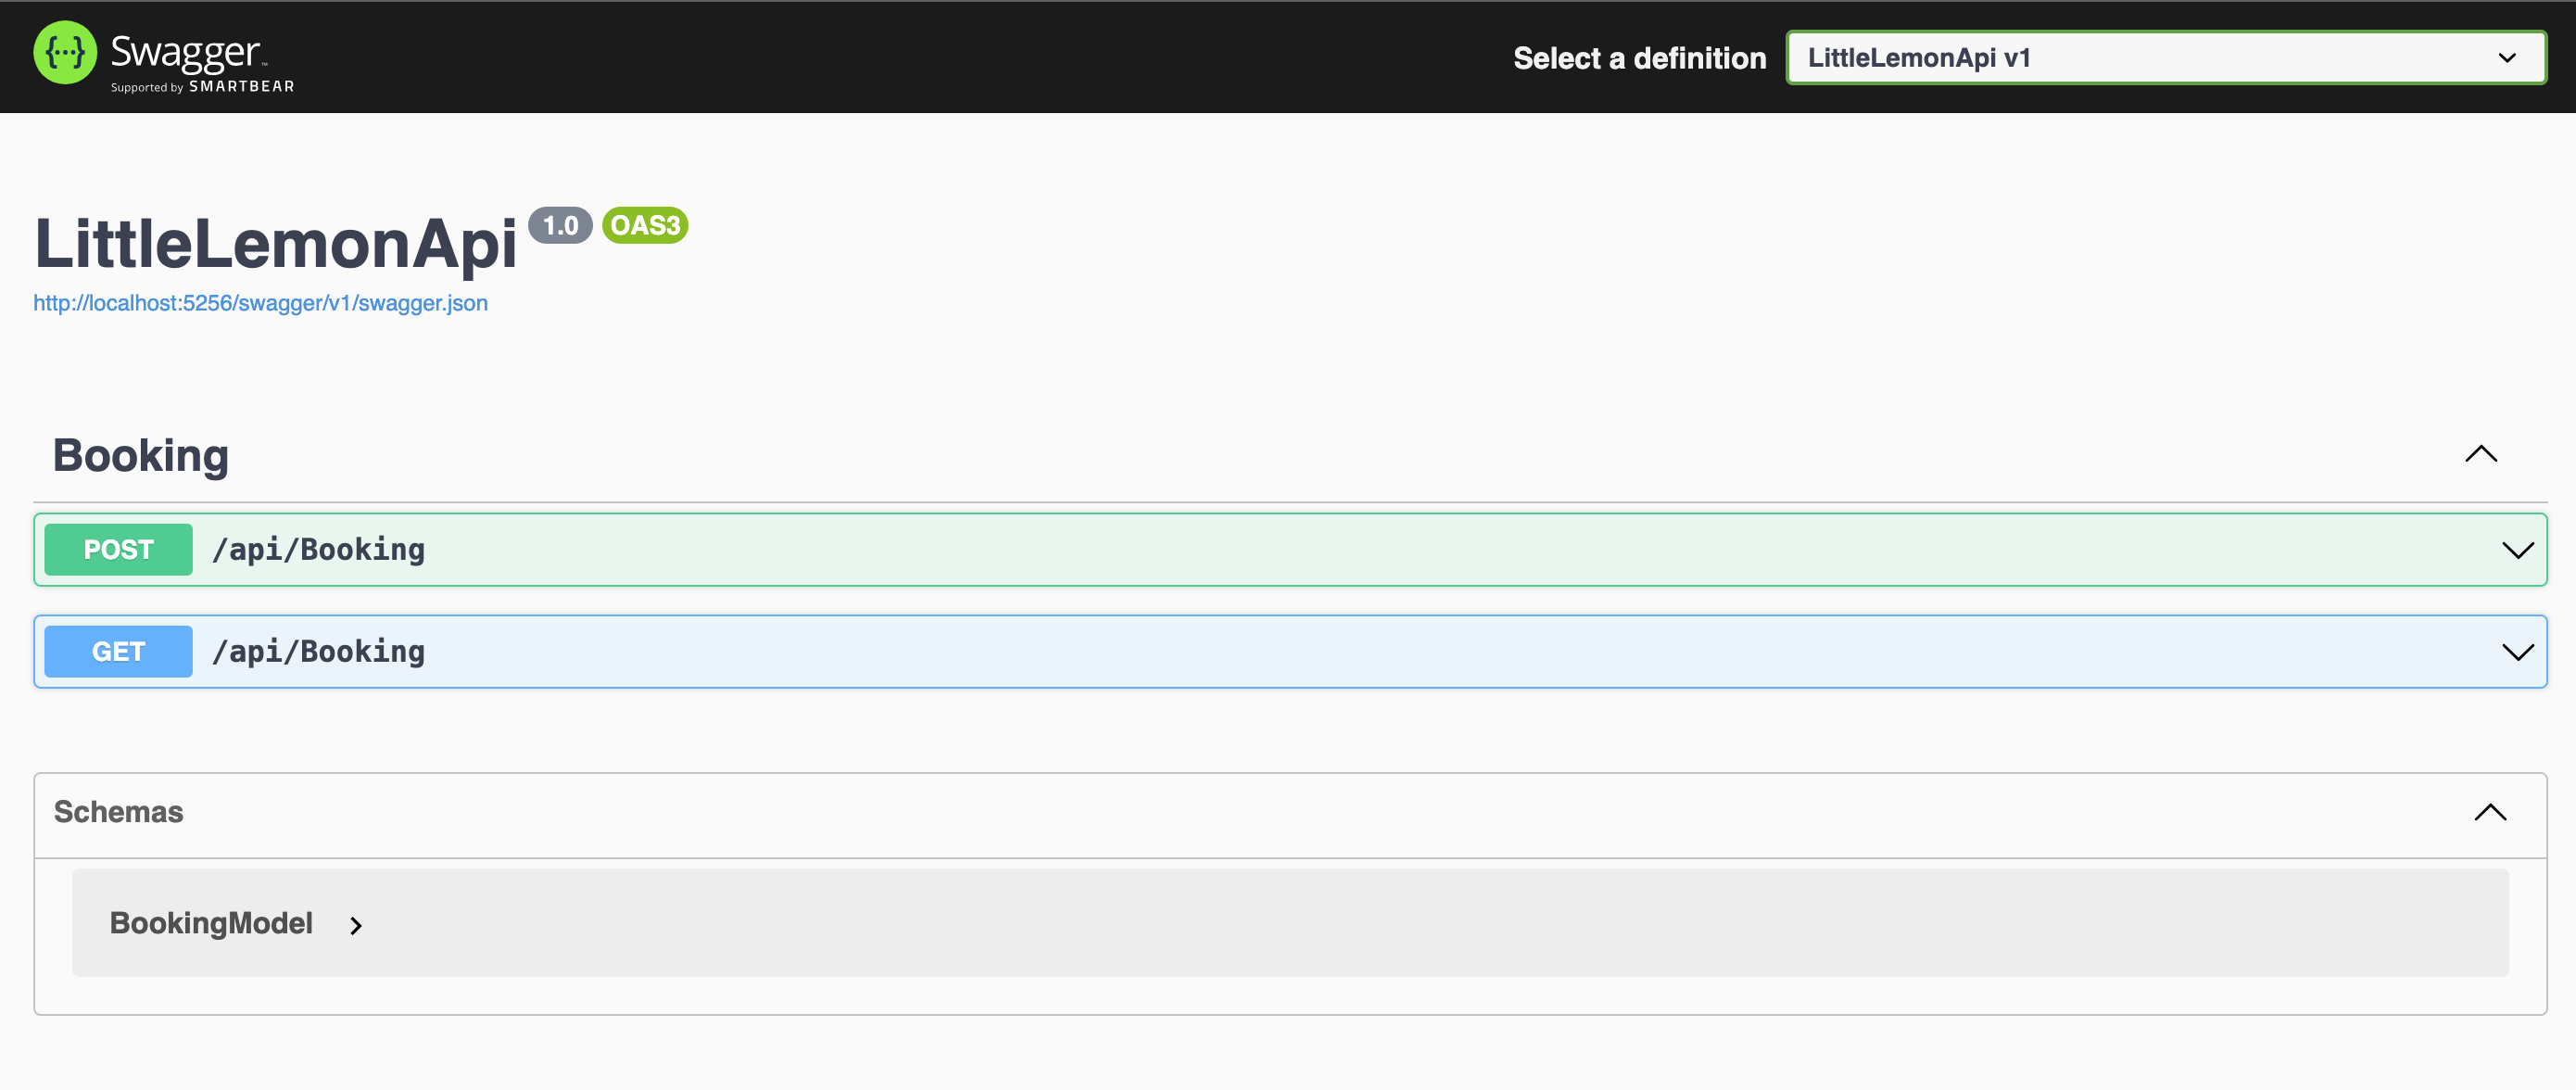 {···} Swagger™
Supported by SMARTBEAR
Select a definition
LittleLemonApi v1
LittleLemonApi 1.0 OAS3
http://localhost:5256/swagger/v1/swagger.json
Booking
POST /api/Booking
GET /api/Booking
Schemas
BookingModel